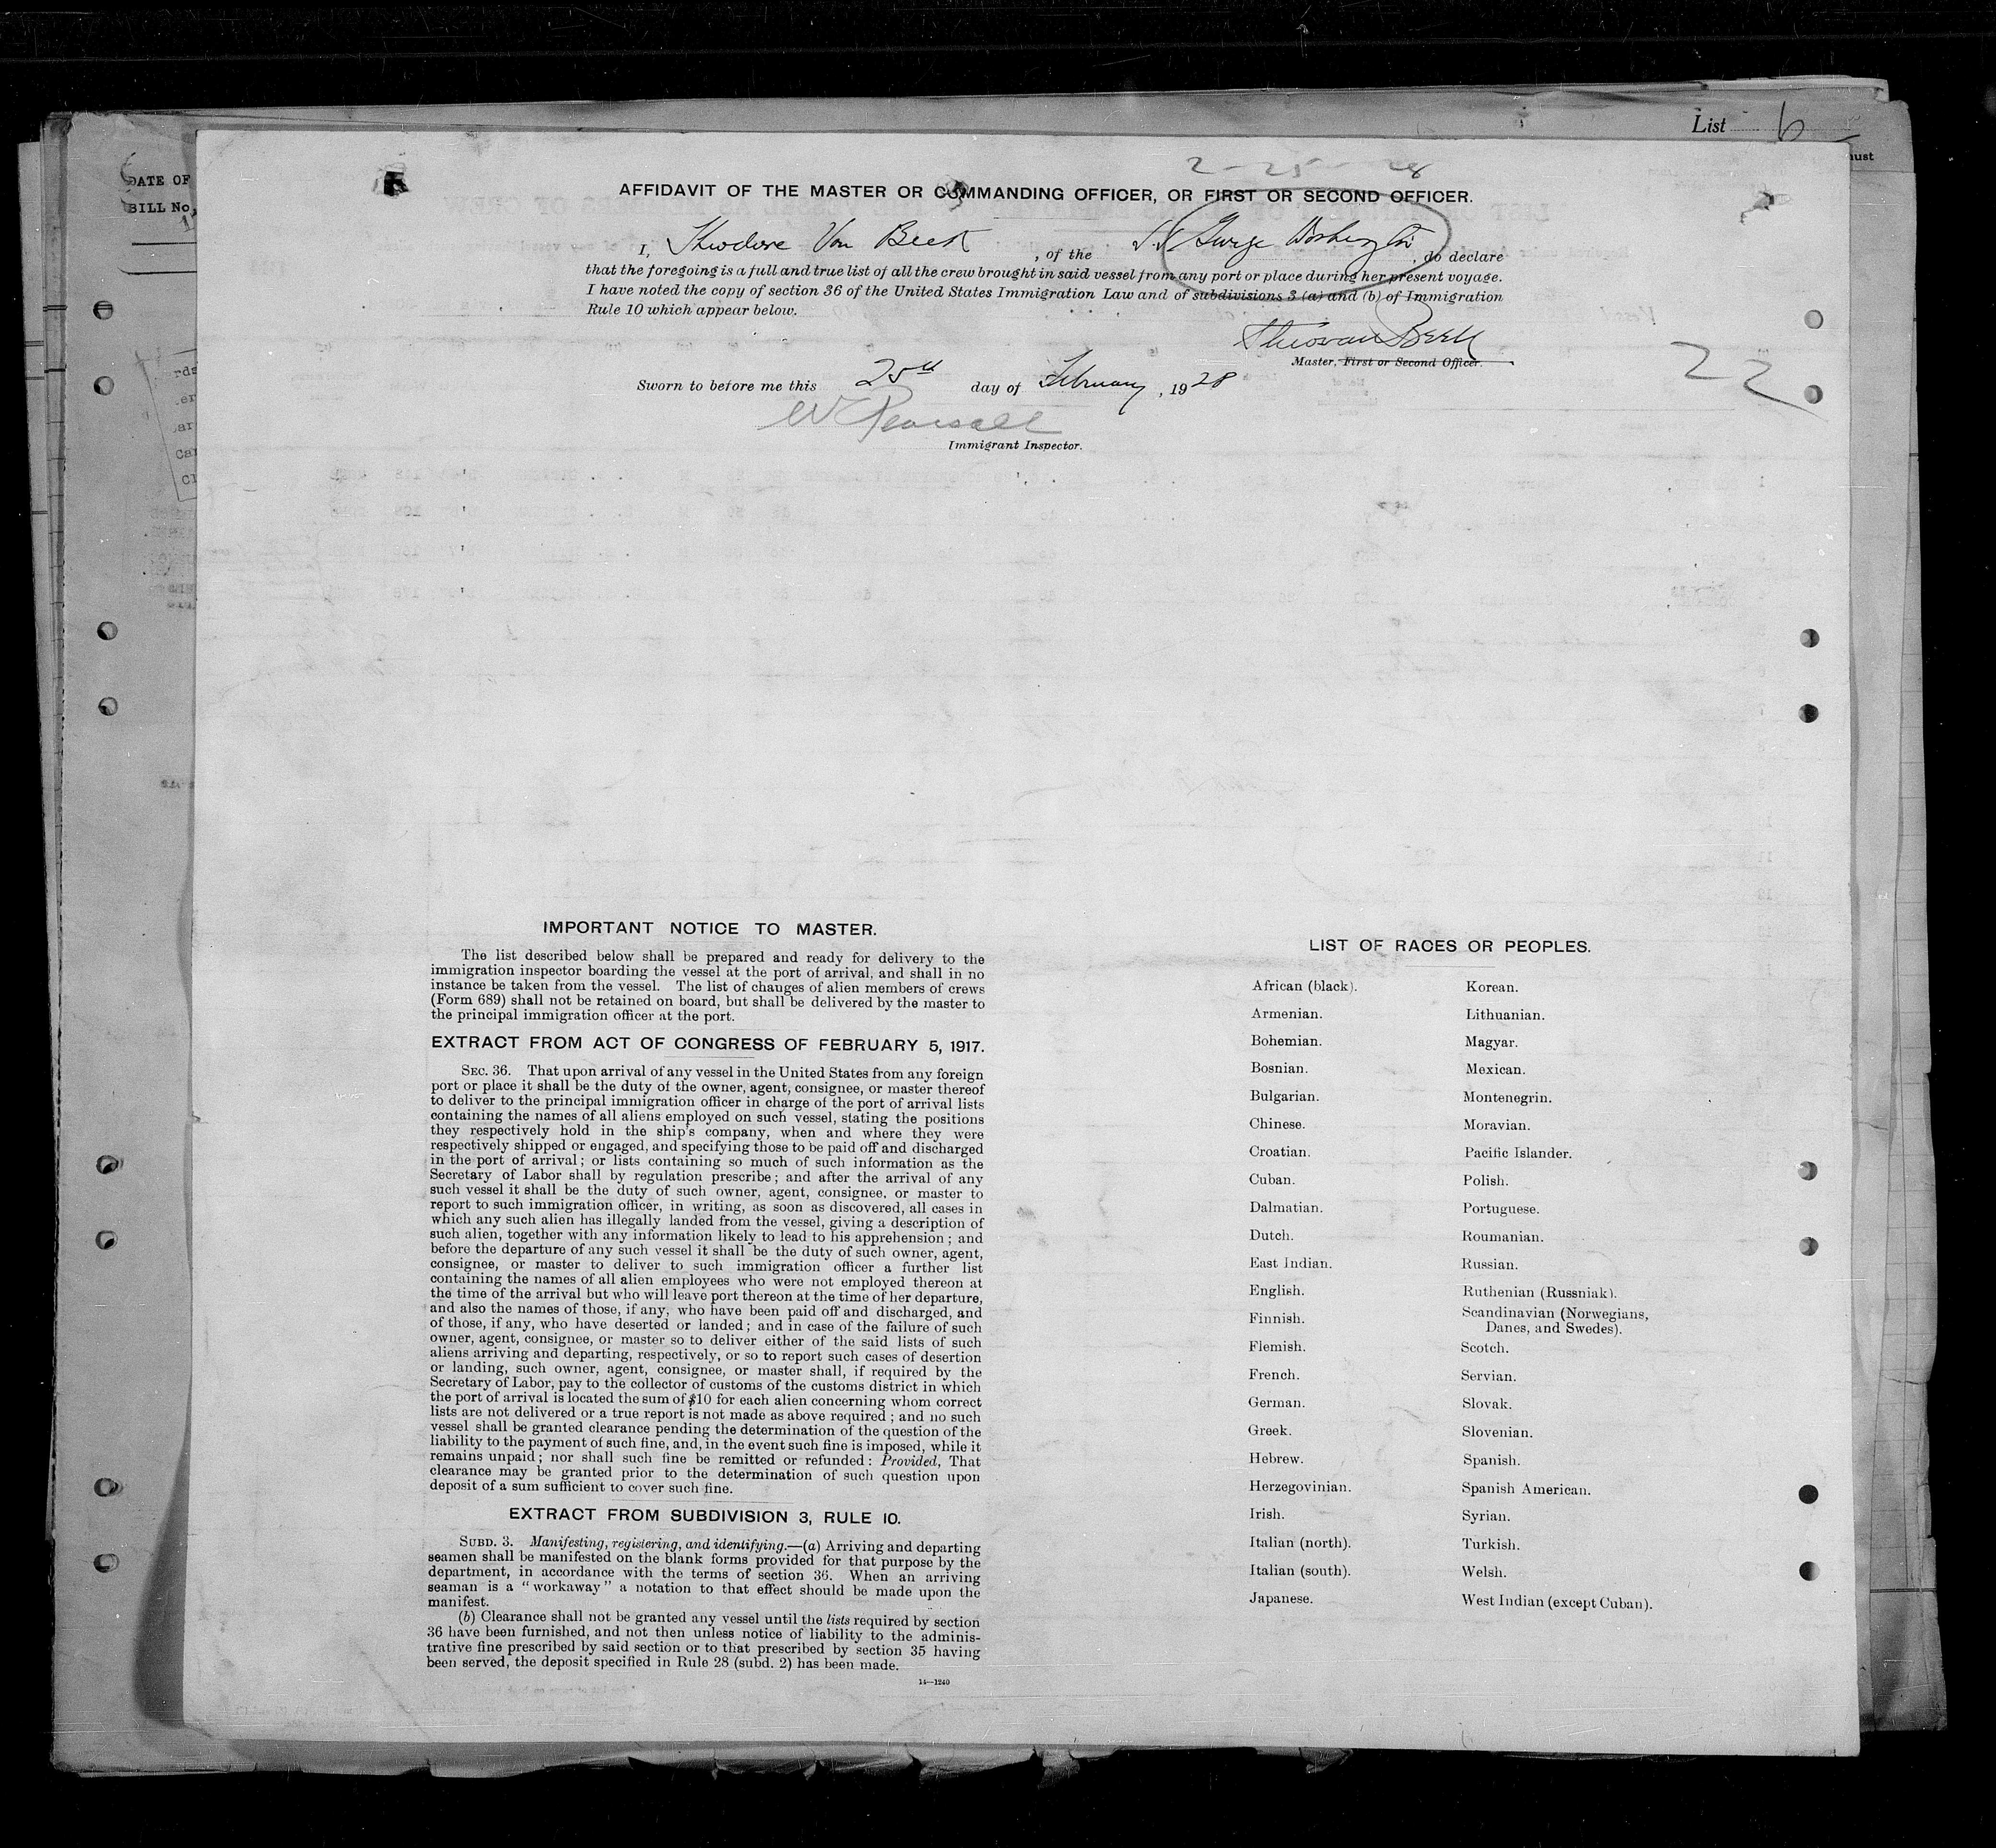 List 6
must
DATE OF
BILL No.
2-25-28
AFFIDAVIT OF THE MASTER OR COMMANDING OFFICER, OR FIRST OR SECOND OFFICER.
I, Theodore Van Beek, of the S.S. George Washington, do declare
that the foregoing is a full and true list of all the crew brought in said vessel from any port or place during her present voyage.
I have noted the copy of section 36 of the United States Immigration Law and of subdivisions 3 (a) and (b) of Immigration
Rule 10 which appear below.
Theo van Beek
Master, First or Second Officer.
22
Sworn to before me this 25th day of February, 1928
W Pearsall
Immigrant Inspector.
IMPORTANT NOTICE TO MASTER.
The list described below shall be prepared and ready for delivery to the
immigration inspector boarding the vessel at the port of arrival, and shall in no
instance be taken from the vessel. The list of changes of alien members of crews
(Form 689) shall not be retained on board, but shall be delivered by the master to
the principal immigration officer at the port.
EXTRACT FROM ACT OF CONGRESS OF FEBRUARY 5, 1917.
SEC. 36. That upon arrival of any vessel in the United States from any foreign
port or place it shall be the duty of the owner, agent, consignee, or master thereof
to deliver to the principal immigration officer in charge of the port of arrival lists
containing the names of all aliens employed on such vessel, stating the positions
they respectively hold in the ship's company, when and where they were
respectively shipped or engaged, and specifying those to be paid off and discharged
in the port of arrival; or lists containing so much of such information as the
Secretary of Labor shall by regulation prescribe; and after the arrival of any
such vessel it shall be the duty of such owner, agent, consignee, or master to
report to such immigration officer, in writing, as soon as discovered, all cases in
which any such alien has illegally landed from the vessel, giving a description of
such alien, together with any information likely to lead to his apprehension; and
before the departure of any such vessel it shall be the duty of such owner, agent,
consignee, or master to deliver to such immigration officer a further list
containing the names of all alien employees who were not employed thereon at
the time of the arrival but who will leave port thereon at the time of her departure,
and also the names of those, if any, who have been paid off and discharged, and
of those, if any, who have deserted or landed; and in case of the failure of such
owner, agent, consignee, or master so to deliver either of the said lists of such
aliens arriving and departing, respectively, or so to report such cases of desertion
or landing, such owner, agent, consignee, or master shall, if required by the
Secretary of Labor, pay to the collector of customs of the customs district in which
the port of arrival is located the sum of $10 for each alien concerning whom correct
lists are not delivered or a true report is not made as above required; and no such
vessel shall be granted clearance pending the determination of the question of the
liability to the payment of such fine, and, in the event such fine is imposed, while it
remains unpaid; nor shall such fine be remitted or refunded: Provided, That
clearance may be granted prior to the determination of such question upon
deposit of a sum sufficient to cover such fine.
EXTRACT FROM SUBDIVISION 3, RULE 10.
SUBD. 3. Manifesting, registering, and identifying.—(a) Arriving and departing
seamen shall be manifested on the blank forms provided for that purpose by the
department, in accordance with the terms of section 36. When an arriving
seaman is a "workaway" a notation to that effect should be made upon the
manifest.
(b) Clearance shall not be granted any vessel until the lists required by section
36 have been furnished, and not then unless notice of liability to the adminis-
trative fine prescribed by said section or to that prescribed by section 35 having
been served, the deposit specified in Rule 28 (subd. 2) has been made.
14—1240
LIST OF RACES OR PEOPLES.
African (black).
Armenian.
Bohemian.
Bosnian.
Bulgarian.
Chinese.
Croatian.
Cuban.
Dalmatian.
Dutch.
East Indian.
English.
Finnish.
Flemish.
French.
German.
Greek.
Hebrew.
Herzegovinian.
Irish.
Italian (north).
Italian (south).
Japanese.
Korean.
Lithuanian.
Magyar.
Mexican.
Montenegrin.
Moravian.
Pacific Islander.
Polish.
Portuguese.
Roumanian.
Russian.
Ruthenian (Russniak).
Scandinavian (Norwegians,
Danes, and Swedes).
Scotch.
Servian.
Slovak.
Slovenian.
Spanish.
Spanish American.
Syrian.
Turkish.
Welsh.
West Indian (except Cuban).